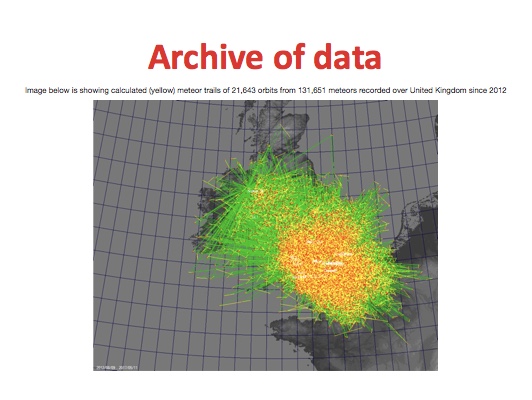 Archive of data
Image below is showing calculated (yellow) meteor trails of 21,643 orbits from 131,651 meteors recorded over United Kingdom since 2012